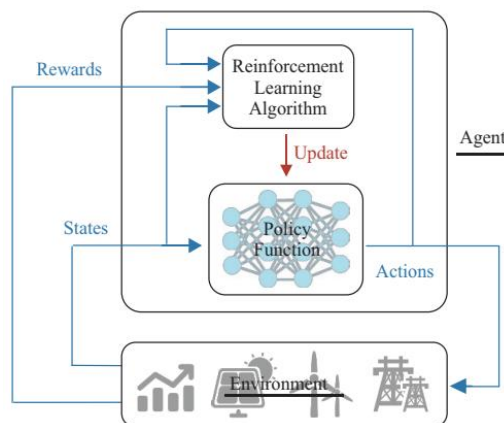 Rewards
Reinforcement
Learning
Algorithm
Agent
Update
States
Policy
Function
Actions
Environment